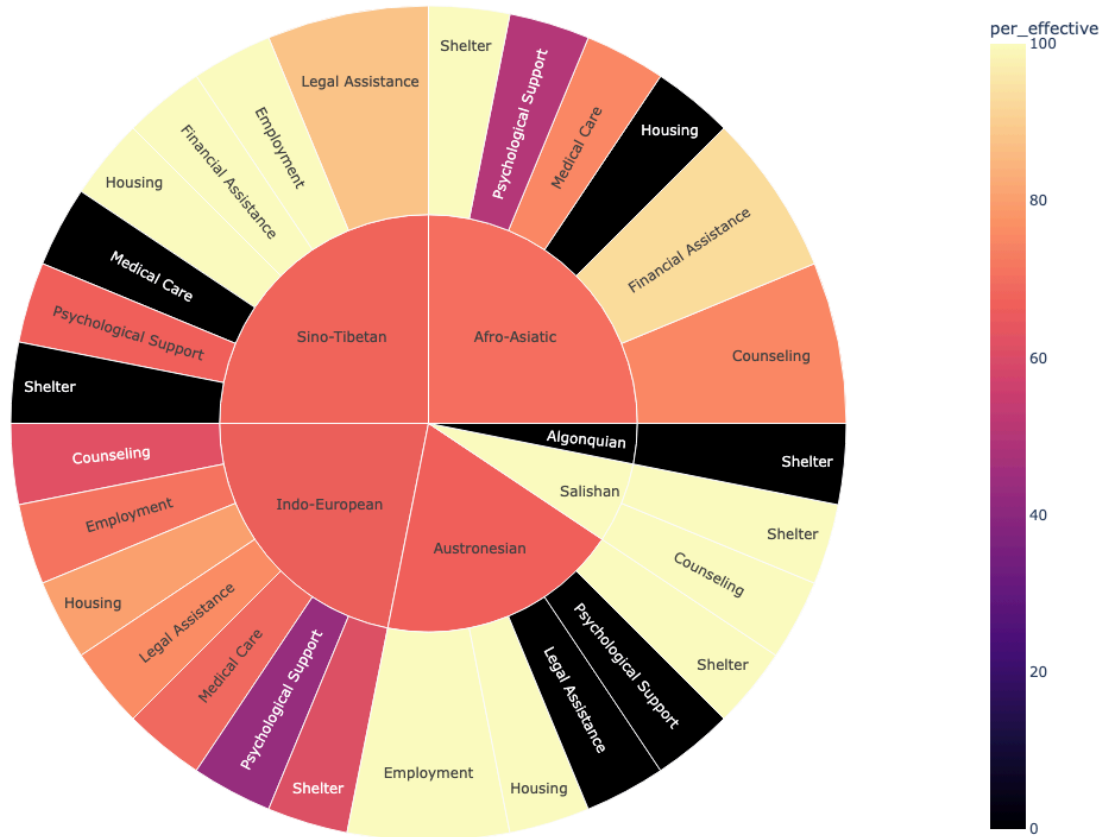 per_effective
100
80
60
40
20
0
Shelter
Psychological Support
Medical Care
Housing
Financial Assistance
Counseling
Afro-Asiatic
Legal Assistance
Employment
Financial Assistance
Housing
Medical Care
Psychological Support
Shelter
Sino-Tibetan
Counseling
Employment
Housing
Legal Assistance
Medical Care
Psychological Support
Shelter
Indo-European
Austronesian
Employment
Housing
Legal Assistance
Psychological Support
Shelter
Salishan
Counseling
Shelter
Algonquian
Shelter